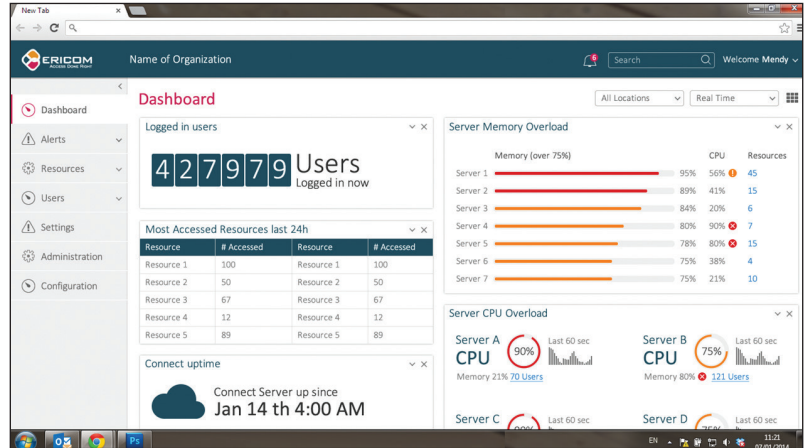 New Tab
ERICOM
Access Done Right
Name of Organization
6
Search
Welcome Mendy
Dashboard
Alerts
Resources
Users
Settings
Administration
Configuration
Dashboard
All Locations
Real Time
Logged in users
427979 Users
Logged in now
Most Accessed Resources last 24h
Resource # Accessed Resource # Accessed
Resource 1 100 Resource 1 100
Resource 2 50 Resource 2 50
Resource 3 67 Resource 3 67
Resource 4 12 Resource 4 12
Resource 5 89 Resource 5 89
Connect uptime
Connect Server up since
Jan 14 th 4:00 AM
Server Memory Overload
Memory (over 75%) CPU Resources
Server 1 95% 56% 45
Server 2 89% 41% 15
Server 3 84% 20% 6
Server 4 80% 90% 7
Server 5 78% 80% 15
Server 6 75% 38% 4
Server 7 75% 21% 10
Server CPU Overload
Server A
CPU
90%
Last 60 sec
Memory 21% 70 Users
Server B
CPU
75%
Last 60 sec
Memory 80% 121 Users
Server C
90%
Last 60 sec
Server D
75%
Last 60 sec
Ps
EN
11:21
07/01/2014